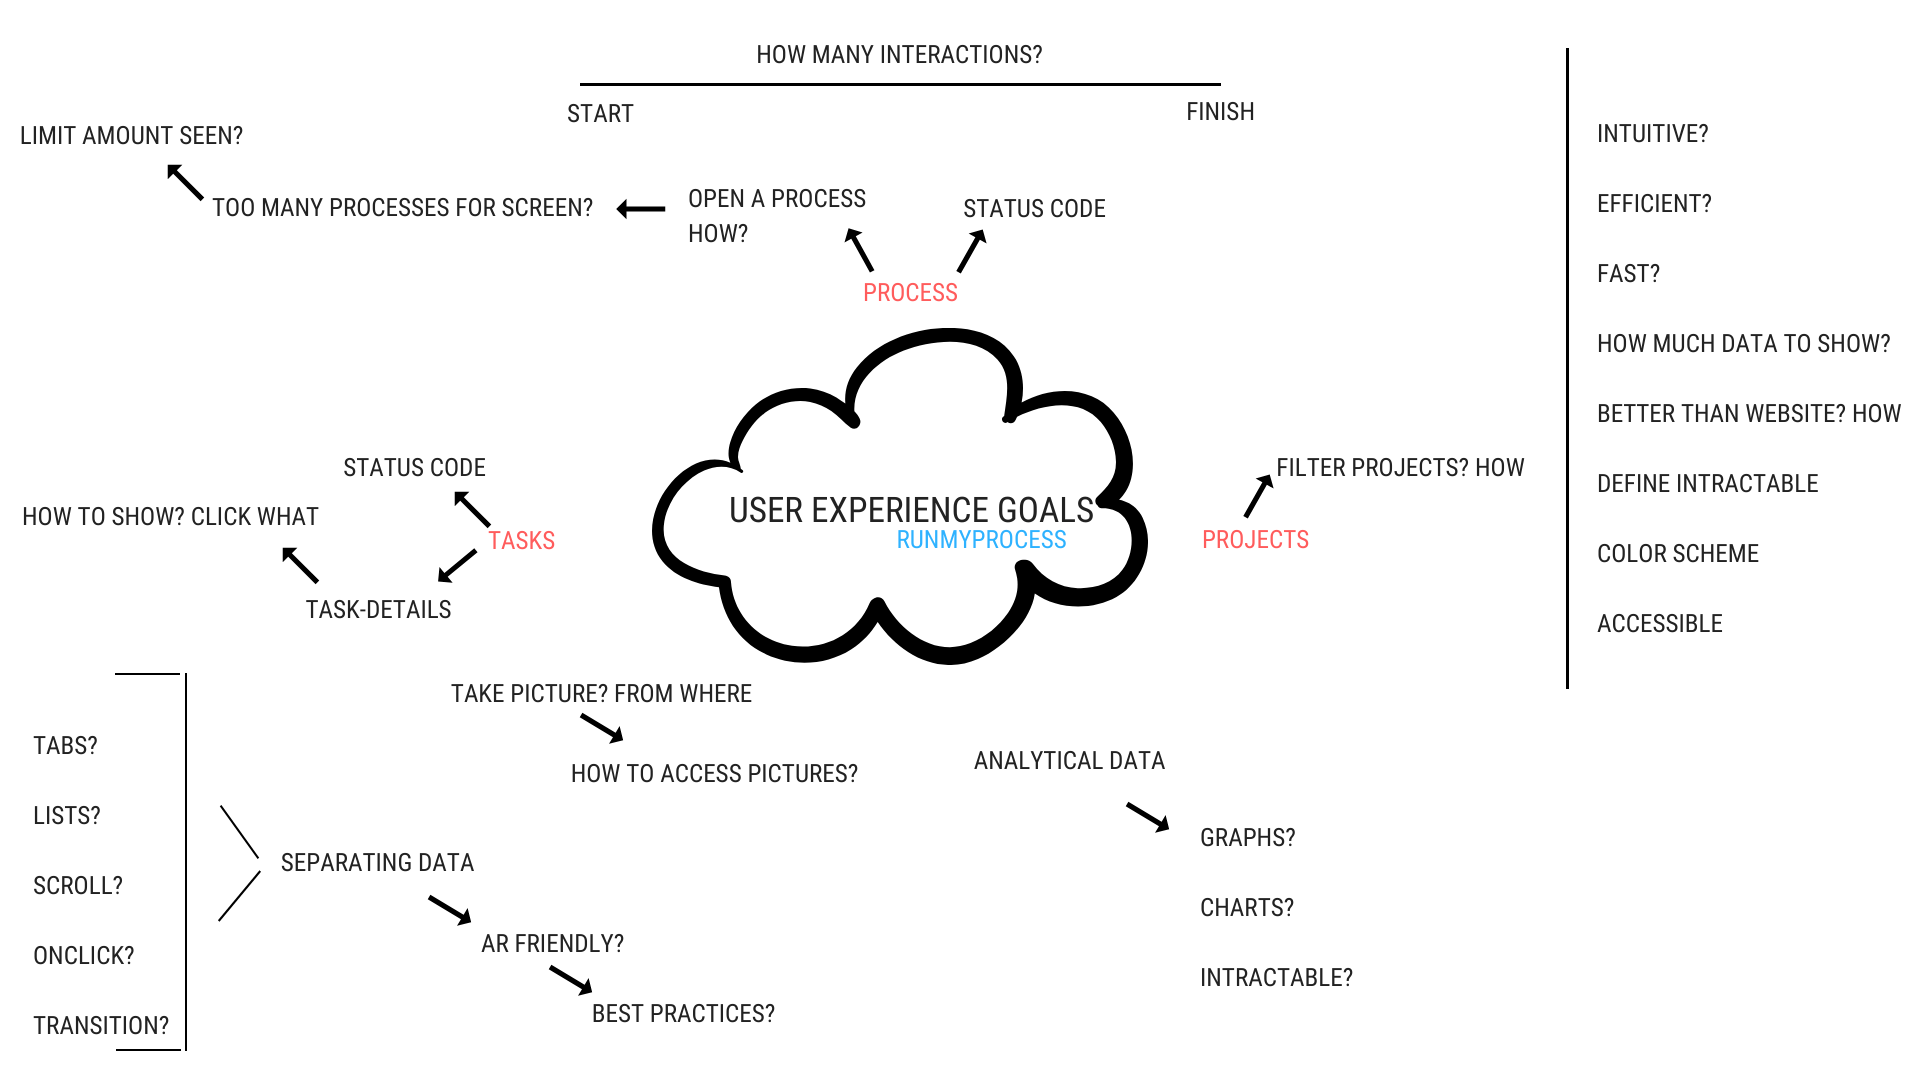 HOW MANY INTERACTIONS?
START
FINISH
LIMIT AMOUNT SEEN?
TOO MANY PROCESSES FOR SCREEN?
OPEN A PROCESS
HOW?
STATUS CODE
PROCESS
INTUITIVE?
EFFICIENT?
FAST?
HOW MUCH DATA TO SHOW?
BETTER THAN WEBSITE? HOW
DEFINE INTRACTABLE
COLOR SCHEME
ACCESSIBLE
STATUS CODE
HOW TO SHOW? CLICK WHAT
TASKS
TASK-DETAILS
USER EXPERIENCE GOALS
RUNMYPROCESS
FILTER PROJECTS? HOW
PROJECTS
TAKE PICTURE? FROM WHERE
HOW TO ACCESS PICTURES?
TABS?
LISTS?
SCROLL?
ONCLICK?
TRANSITION?
SEPARATING DATA
AR FRIENDLY?
BEST PRACTICES?
ANALYTICAL DATA
GRAPHS?
CHARTS?
INTRACTABLE?